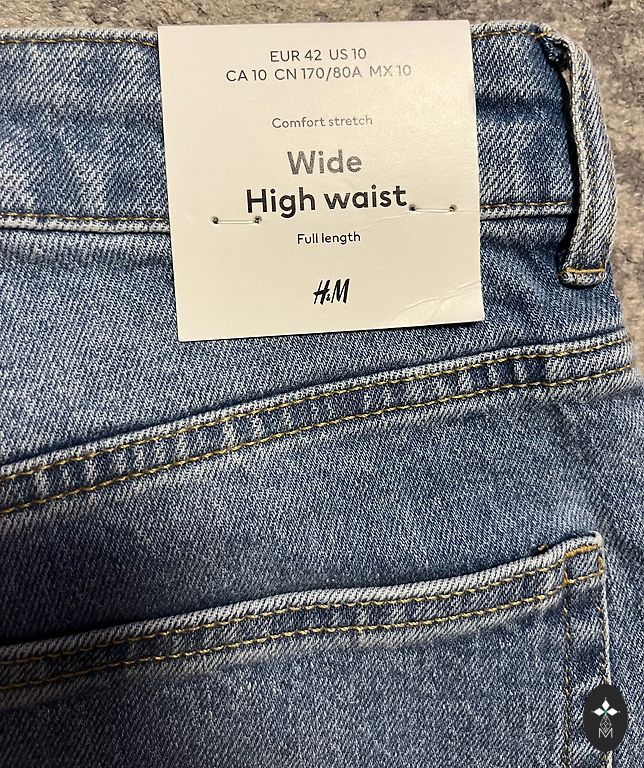 EUR 42 US 10
CA 10 CN 170/80A MX 10
Comfort stretch
Wide
High waist
Full length
H&M